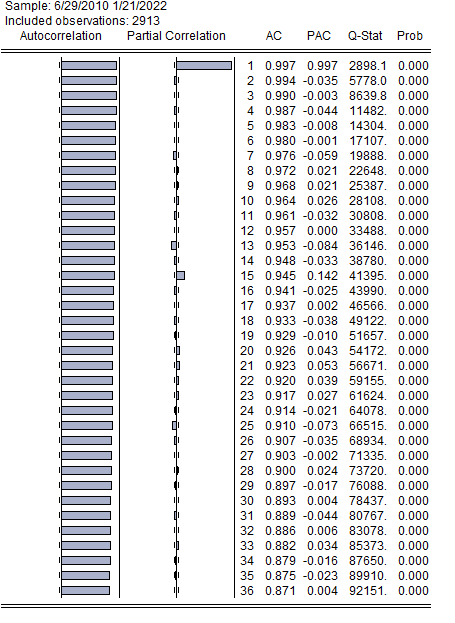 Sample: 6/29/2010 1/21/2022
Included observations: 2913
Autocorrelation Partial Correlation AC PAC Q-Stat Prob
1 0.997 0.997 2898.1 0.000
2 0.994 -0.035 5778.0 0.000
3 0.990 -0.003 8639.8 0.000
4 0.987 -0.044 11482. 0.000
5 0.983 -0.008 14304. 0.000
6 0.980 -0.001 17107. 0.000
7 0.976 -0.059 19888. 0.000
8 0.972 0.021 22648. 0.000
9 0.968 0.021 25387. 0.000
10 0.964 0.026 28108. 0.000
11 0.961 -0.032 30808. 0.000
12 0.957 0.000 33488. 0.000
13 0.953 -0.084 36146. 0.000
14 0.948 -0.033 38780. 0.000
15 0.945 0.142 41395. 0.000
16 0.941 -0.025 43990. 0.000
17 0.937 0.002 46566. 0.000
18 0.933 -0.038 49122. 0.000
19 0.929 -0.010 51657. 0.000
20 0.926 0.043 54172. 0.000
21 0.923 0.053 56671. 0.000
22 0.920 0.039 59155. 0.000
23 0.917 0.027 61624. 0.000
24 0.914 -0.021 64078. 0.000
25 0.910 -0.073 66515. 0.000
26 0.907 -0.035 68934. 0.000
27 0.903 -0.002 71335. 0.000
28 0.900 0.024 73720. 0.000
29 0.897 -0.017 76088. 0.000
30 0.893 0.004 78437. 0.000
31 0.889 -0.044 80767. 0.000
32 0.886 0.006 83078. 0.000
33 0.882 0.034 85373. 0.000
34 0.879 -0.016 87650. 0.000
35 0.875 -0.023 89910. 0.000
36 0.871 0.004 92151. 0.000